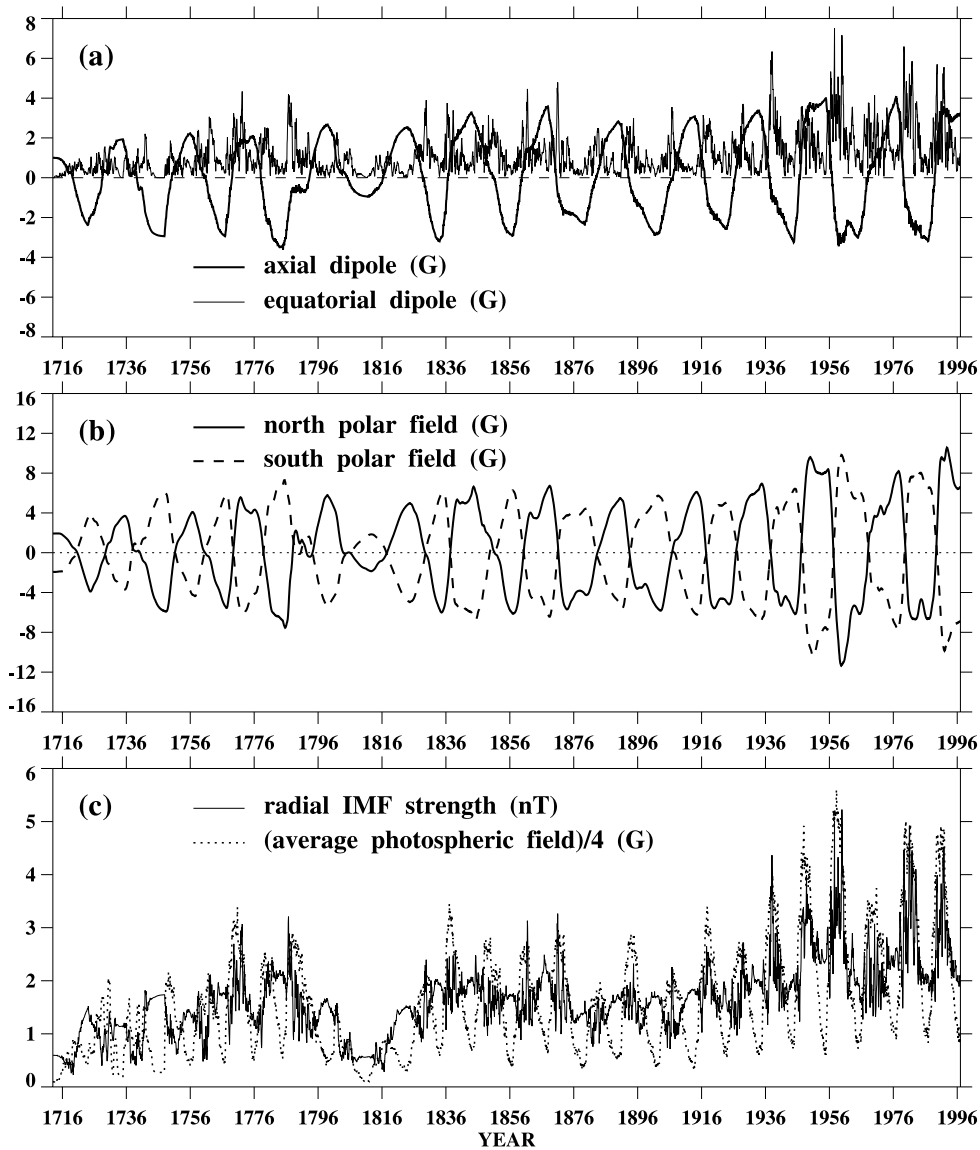 8
(a)
6
4
2
0
-2
-4
axial dipole (G)
-6
equatorial dipole (G)
-8
1716 1736 1756 1776 1796 1816 1836 1856 1876 1896 1916 1936 1956 1976 1996
16
(b)
12
north polar field (G)
south polar field (G)
8
4
0
-4
-8
-12
-16
1716 1736 1756 1776 1796 1816 1836 1856 1876 1896 1916 1936 1956 1976 1996
6
(c)
radial IMF strength (nT)
5
(average photospheric field)/4 (G)
4
3
2
1
0
1716 1736 1756 1776 1796 1816 1836 1856 1876 1896 1916 1936 1956 1976 1996
YEAR